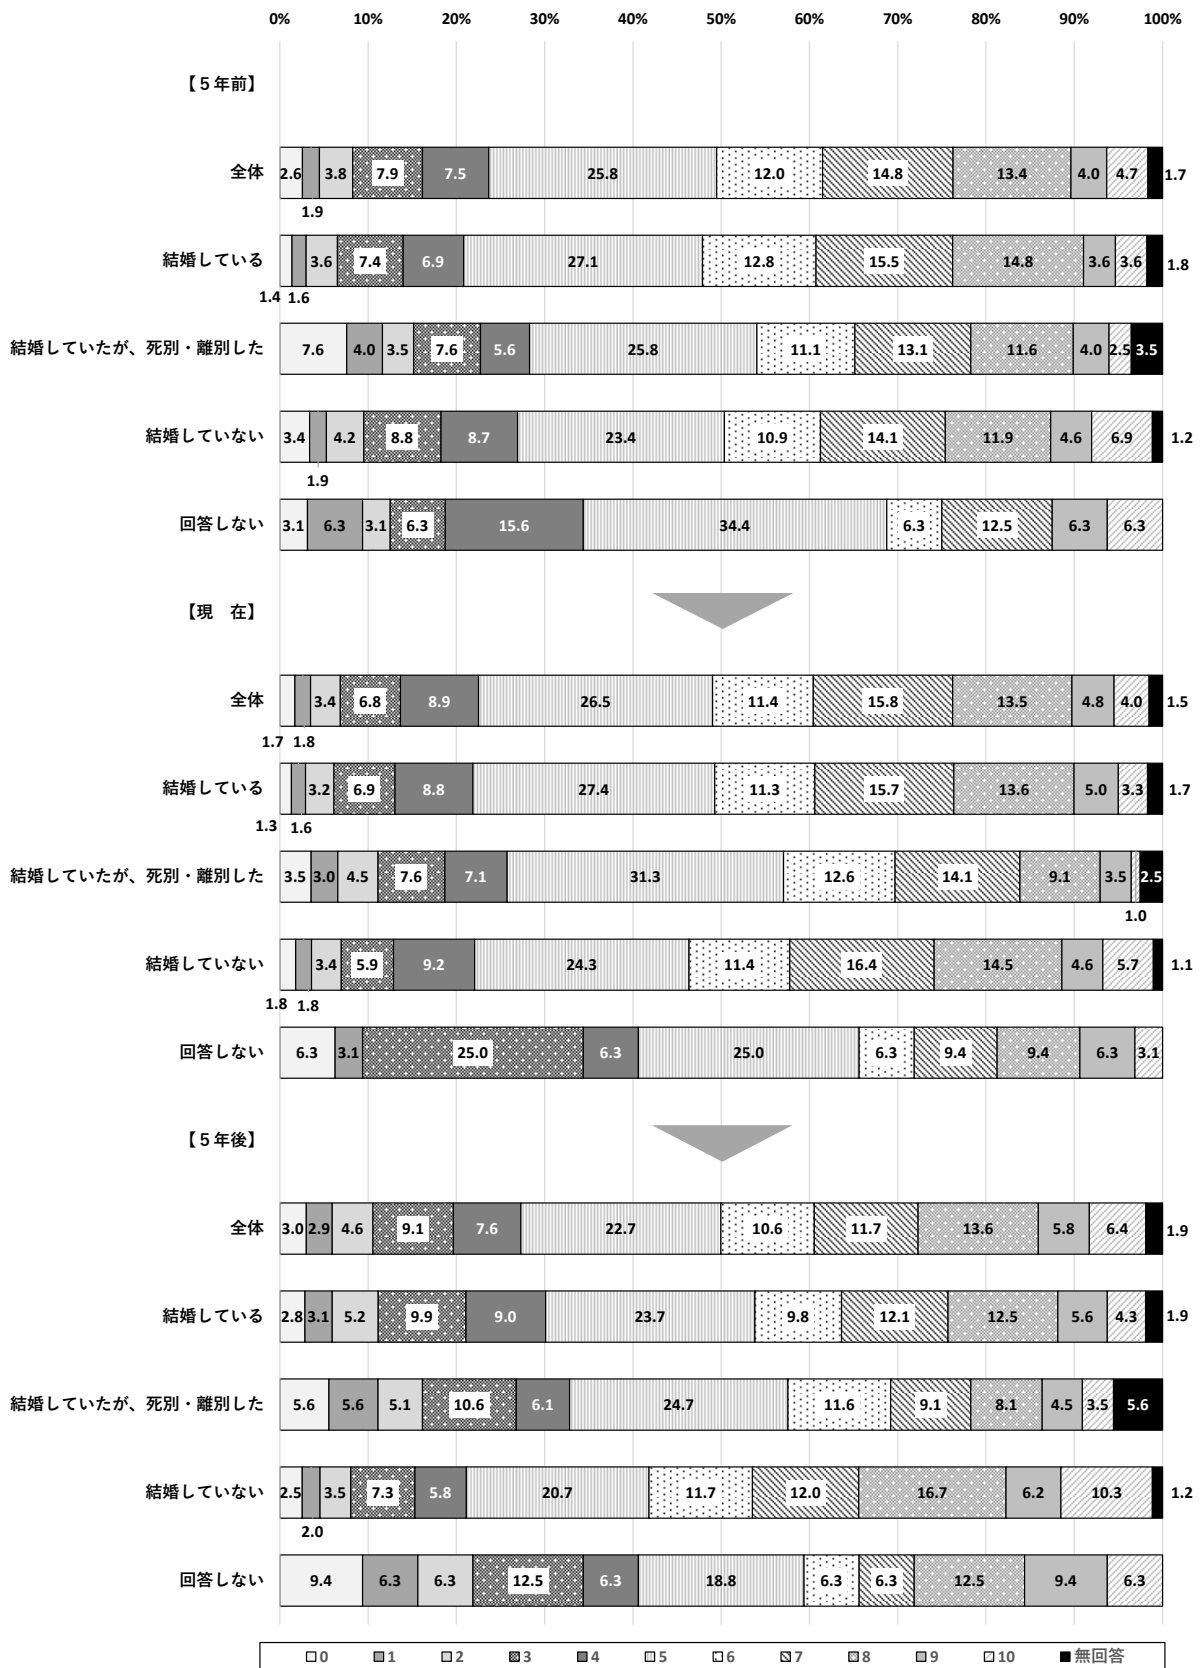 0% 10% 20% 30% 40% 50% 60% 70% 80% 90% 100%
【５年前】
全体 2.6 3.8 7.9 7.5 25.8 12.0 14.8 13.4 4.0 4.7 1.7
1.9
結婚している 3.6 7.4 6.9 27.1 12.8 15.5 14.8 3.6 3.6 1.8
1.4 1.6
結婚していたが、死別・離別した 7.6 4.0 3.5 7.6 5.6 25.8 11.1 13.1 11.6 4.0 2.5 3.5
結婚していない 3.4 4.2 8.8 8.7 23.4 10.9 14.1 11.9 4.6 6.9 1.2
1.9
回答しない 3.1 6.3 3.1 6.3 15.6 34.4 6.3 12.5 6.3 6.3
【現　在】
全体 3.4 6.8 8.9 26.5 11.4 15.8 13.5 4.8 4.0 1.5
1.7 1.8
結婚している 3.2 6.9 8.8 27.4 11.3 15.7 13.6 5.0 3.3 1.7
1.3 1.6
結婚していたが、死別・離別した 3.5 3.0 4.5 7.6 7.1 31.3 12.6 14.1 9.1 3.5 2.5
1.0
結婚していない 3.4 5.9 9.2 24.3 11.4 16.4 14.5 4.6 5.7 1.1
1.8 1.8
回答しない 6.3 3.1 25.0 6.3 25.0 6.3 9.4 9.4 6.3 3.1
【５年後】
全体 3.0 2.9 4.6 9.1 7.6 22.7 10.6 11.7 13.6 5.8 6.4 1.9
結婚している 2.8 3.1 5.2 9.9 9.0 23.7 9.8 12.1 12.5 5.6 4.3 1.9
結婚していたが、死別・離別した 5.6 5.6 5.1 10.6 6.1 24.7 11.6 9.1 8.1 4.5 3.5 5.6
結婚していない 2.5 3.5 7.3 5.8 20.7 11.7 12.0 16.7 6.2 10.3 1.2
2.0
回答しない 9.4 6.3 6.3 12.5 6.3 18.8 6.3 6.3 12.5 9.4 6.3
0 1 2 3 4 5 6 7 8 9 10 無回答